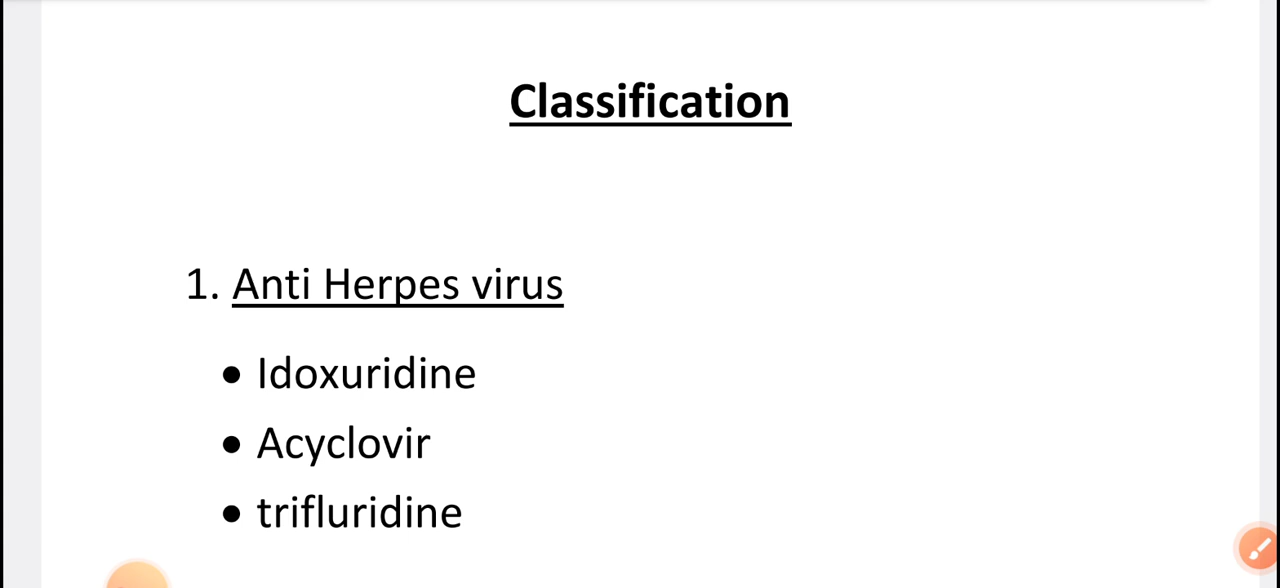 Classification
1. Anti Herpes virus
• Idoxuridine
• Acyclovir
• trifluridine